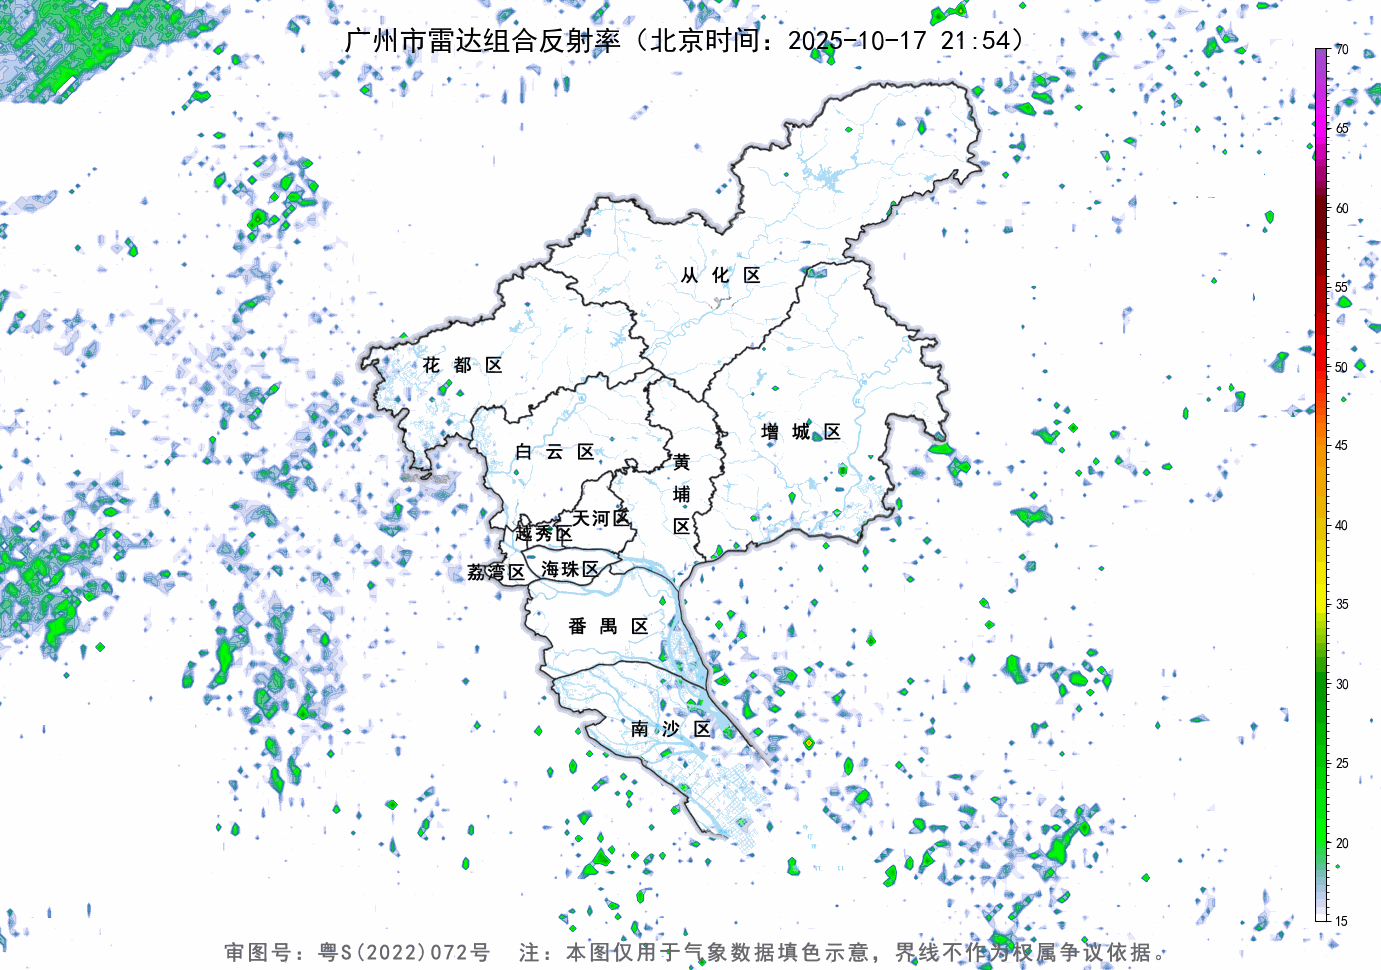 广州市雷达组合反射率（北京时间：2025-10-17 21:54）
70
65
60
55
50
45
40
35
30
25
20
15
从化区
花都区
增城区
白云区
黄埔区
天河区
越秀区
海珠区
荔湾区
番禺区
南沙区
审图号：粤S(2022)072号 注：本图仅用于气象数据填色示意，界线不作为权属争议依据。